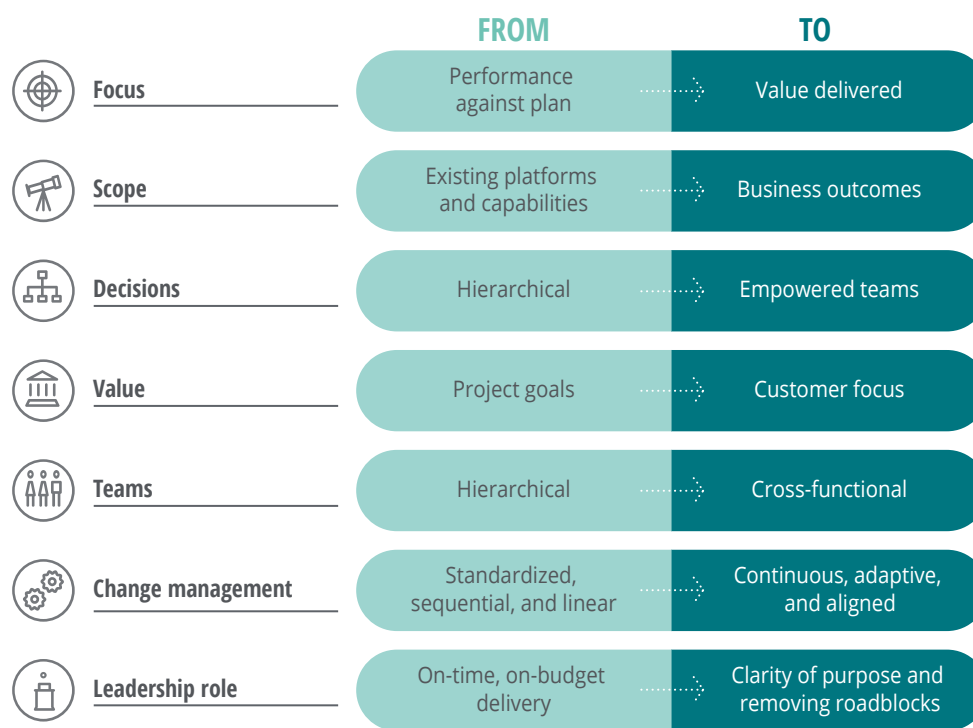 FROM
TO
Focus
Performance
against plan
Value delivered
Scope
Existing platforms
and capabilities
Business outcomes
Decisions
Hierarchical
Empowered teams
Value
Project goals
Customer focus
Teams
Hierarchical
Cross-functional
Change management
Standardized,
sequential, and linear
Continuous, adaptive,
and aligned
Leadership role
On-time, on-budget
delivery
Clarity of purpose and
removing roadblocks